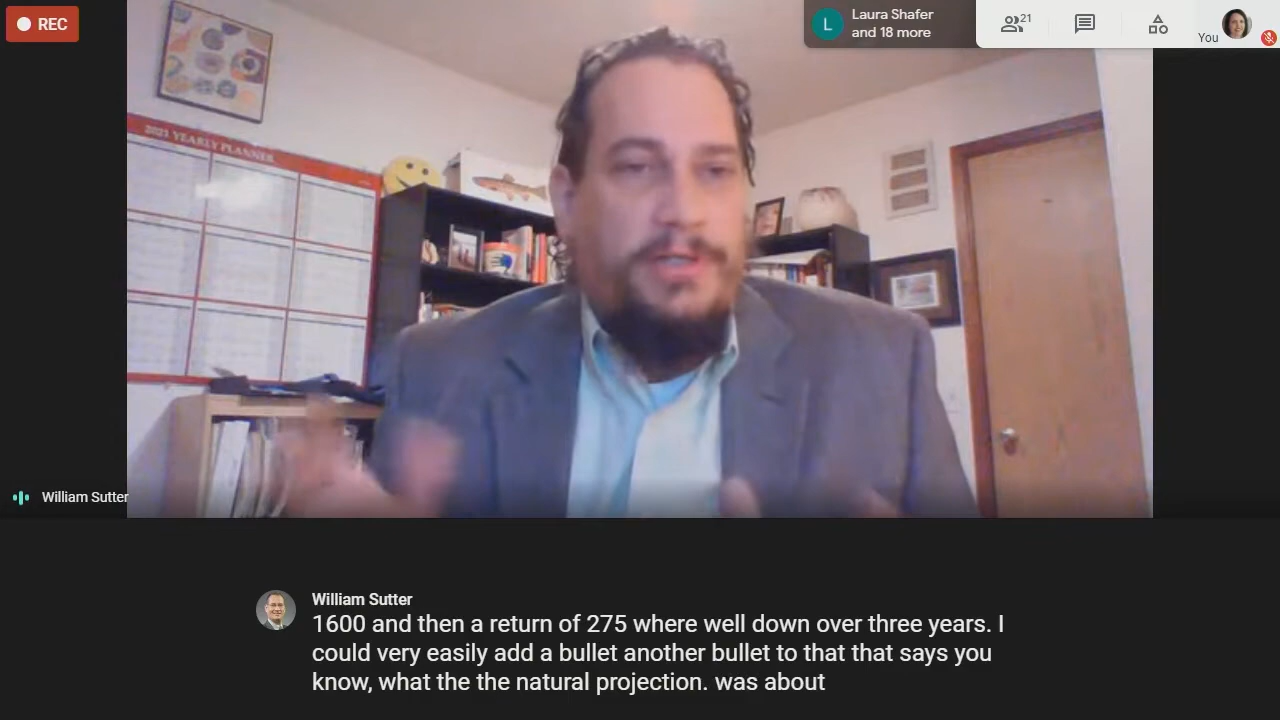 REC
Laura Shafer
and 18 more
L
21
You
2021 YEARLY PLANNER
William Sutter
William Sutter
1600 and then a return of 275 where well down over three years. I
could very easily add a bullet another bullet to that that says you
know, what the the natural projection. was about